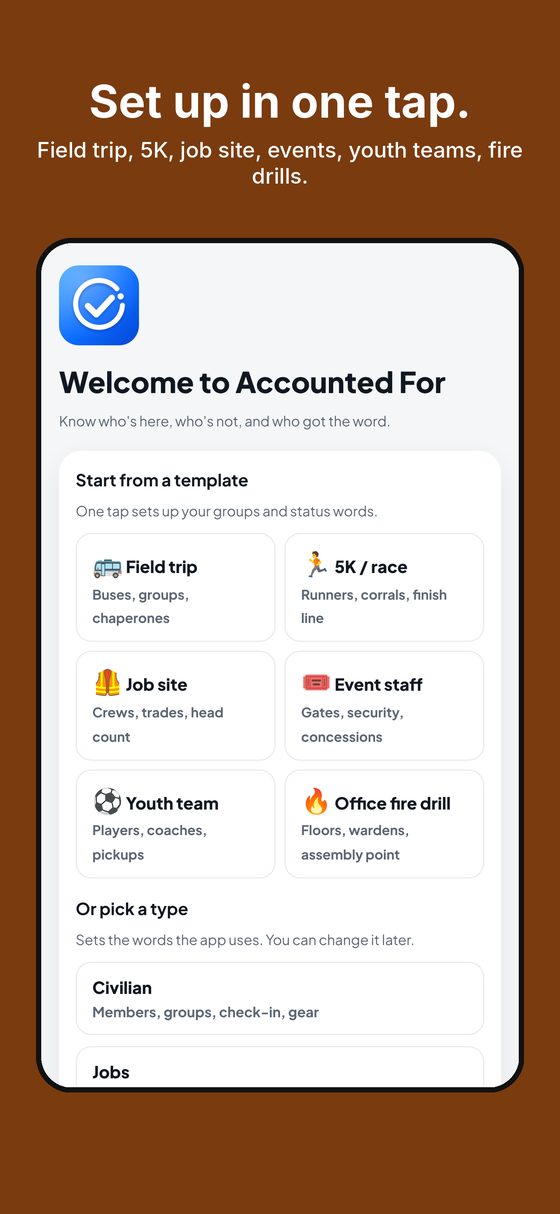 Set up in one tap.
Field trip, 5K, job site, events, youth teams, fire
drills.
Welcome to Accounted For
Know who's here, who's not, and who got the word.
Start from a template
One tap sets up your groups and status words.
Field trip
Buses, groups,
chaperones
5K / race
Runners, corrals, finish
line
Job site
Crews, trades, head
count
Event staff
Gates, security,
concessions
Youth team
Players, coaches,
pickups
Office fire drill
Floors, wardens,
assembly point
Or pick a type
Sets the words the app uses. You can change it later.
Civilian
Members, groups, check-in, gear
Jobs